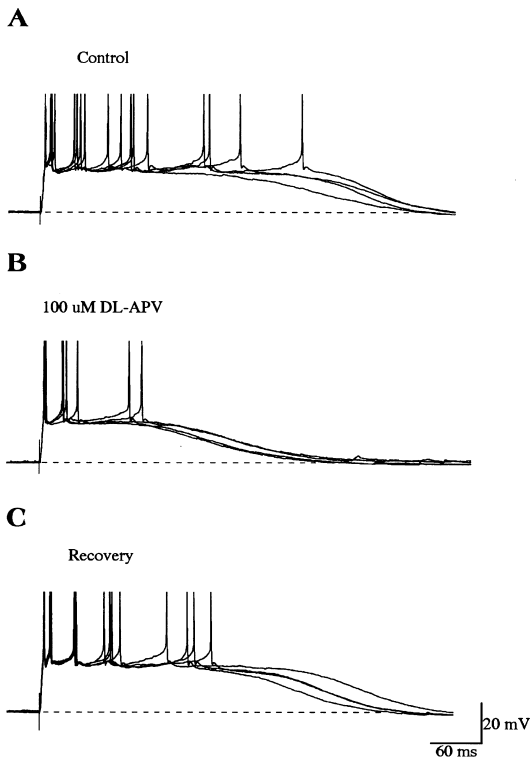 A
Control
B
100 uM DL-APV
C
Recovery
20 mV
60 ms